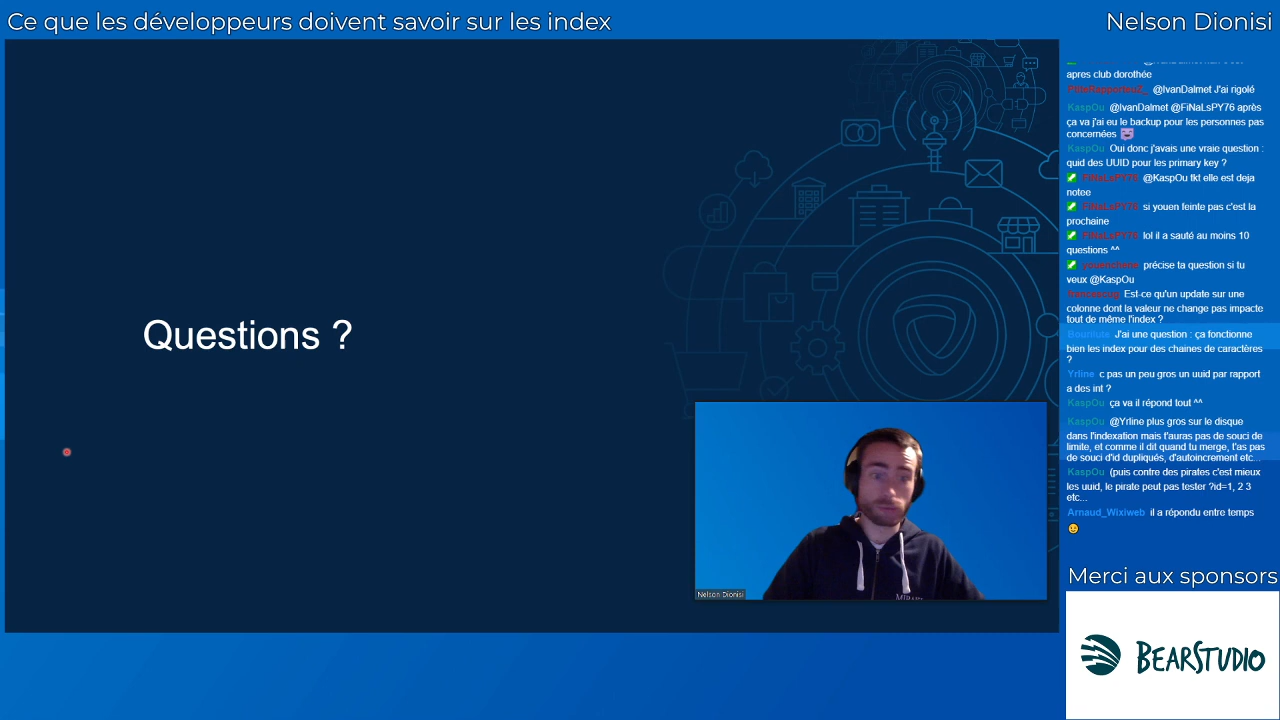 Ce que les développeurs doivent savoir sur les index
Nelson Dionisi
apres club dorothée
@IvanDalmet J'ai rigolé
KaspOu @IvanDalmet @FiNaLsPY76 après
ça va j'ai eu le backup pour les personnes pas
concernées
KaspOu Oui donc j'avais une vraie question :
quid des UUID pour les primary key ?
FiNaLsPY76 @KaspOu tkt elle est deja
notee
FiNaLsPY76 si youen feinte pas c'est la
prochaine
FiNaLsPY76 lol il a sauté au moins 10
questions ^^
précise ta question si tu
veux @KaspOu
Est-ce qu'un update sur une
colonne dont la valeur ne change pas impacte
tout de même l'index ?
J'ai une question : ça fonctionne
bien les index pour des chaines de caractères
?
Yrline c pas un peu gros un uuid par rapport
a des int ?
KaspOu ça va il répond tout ^^
KaspOu @Yrline plus gros sur le disque
dans l'indexation mais t'auras pas de souci de
limite, et comme il dit quand tu merge, t'as pas
de souci d'id dupliqués, d'autoincrement etc...
KaspOu (puis contre des pirates c'est mieux
les uuid, le pirate peut pas tester ?id=1, 2 3
etc...
Arnaud_Wixiweb il a répondu entre temps
Questions ?
Nelson Dionisi
Merci aux sponsors
BEARSTUDIO